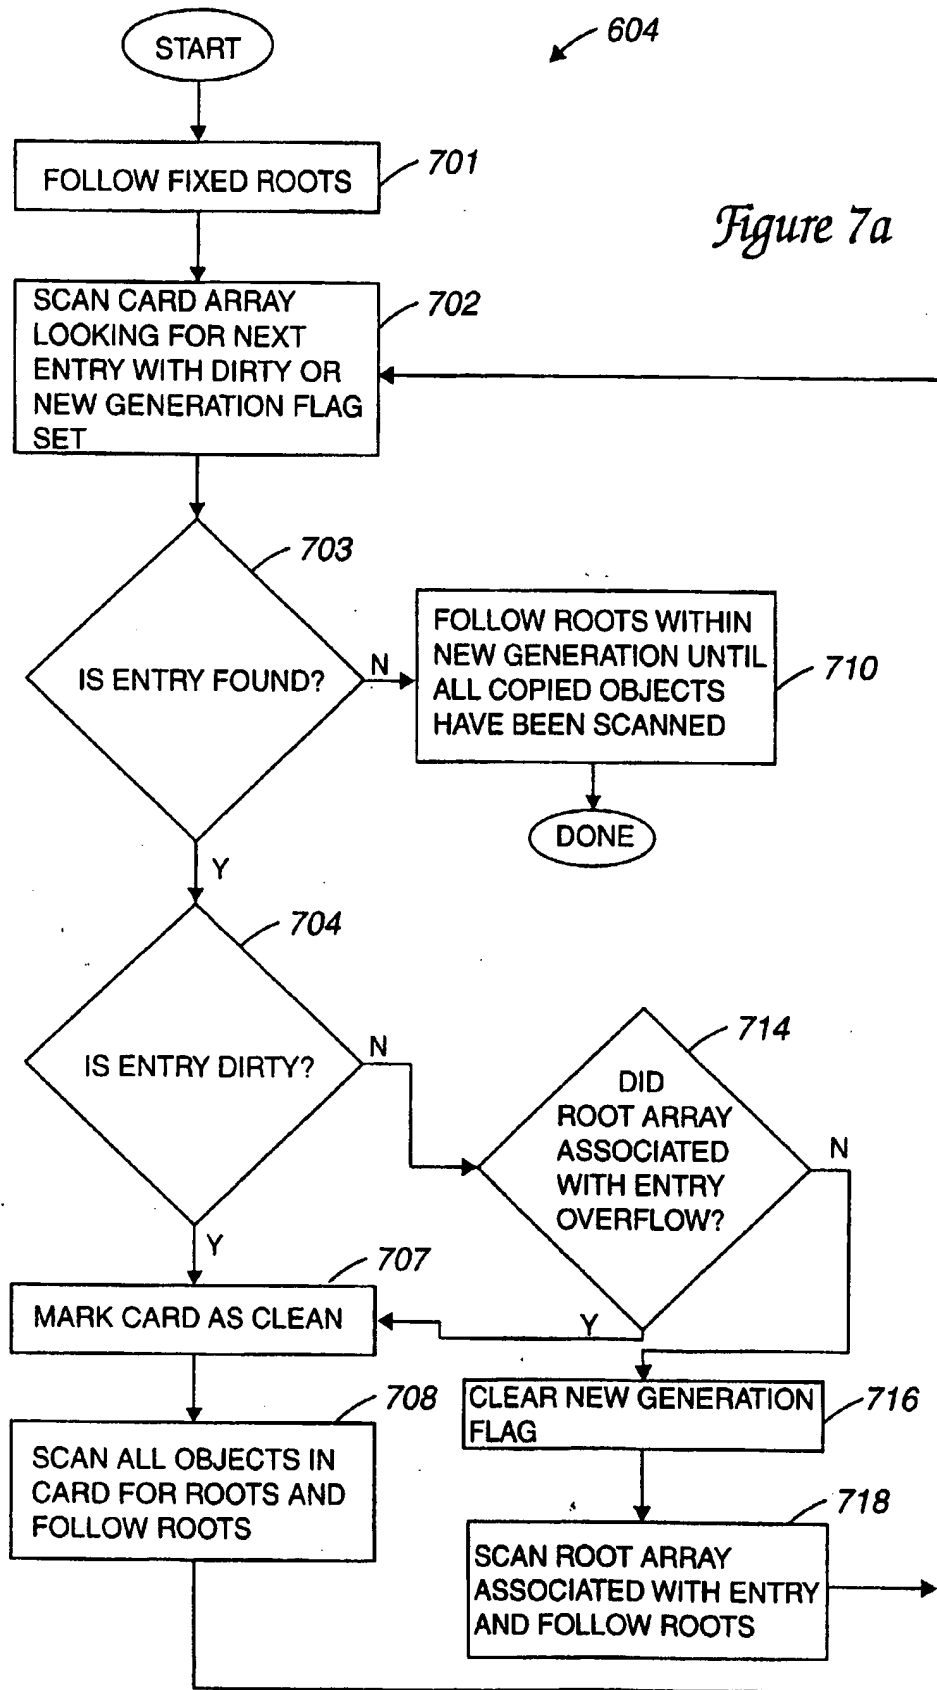 START
604
FOLLOW FIXED ROOTS
701
Figure 7a
SCAN CARD ARRAY
LOOKING FOR NEXT
ENTRY WITH DIRTY OR
NEW GENERATION FLAG
SET
702
703
IS ENTRY FOUND?
N
FOLLOW ROOTS WITHIN
NEW GENERATION UNTIL
ALL COPIED OBJECTS
HAVE BEEN SCANNED
710
DONE
Y
704
IS ENTRY DIRTY?
N
714
DID
ROOT ARRAY
ASSOCIATED
WITH ENTRY
OVERFLOW?
N
Y
707
MARK CARD AS CLEAN
Y
708
CLEAR NEW GENERATION
FLAG
716
SCAN ALL OBJECTS IN
CARD FOR ROOTS AND
FOLLOW ROOTS
718
SCAN ROOT ARRAY
ASSOCIATED WITH ENTRY
AND FOLLOW ROOTS